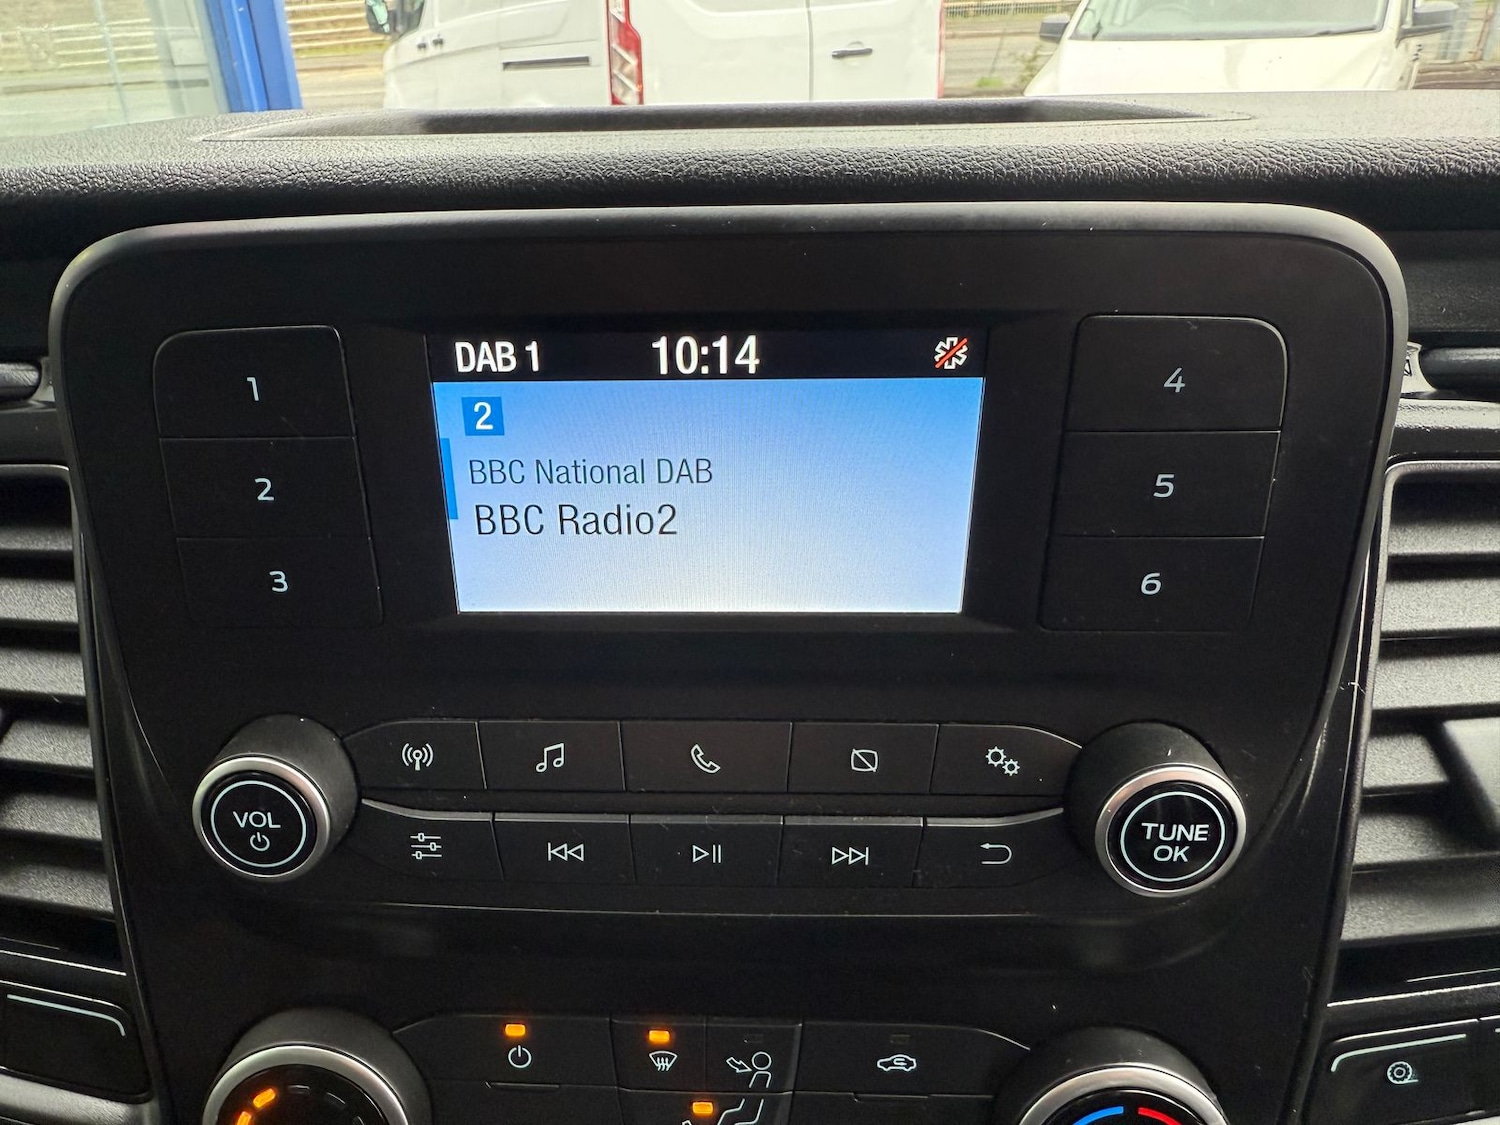 DAB 1 10:14
2
BBC National DAB
BBC Radio2
1
2
3
4
5
6
VOL
TUNE
OK